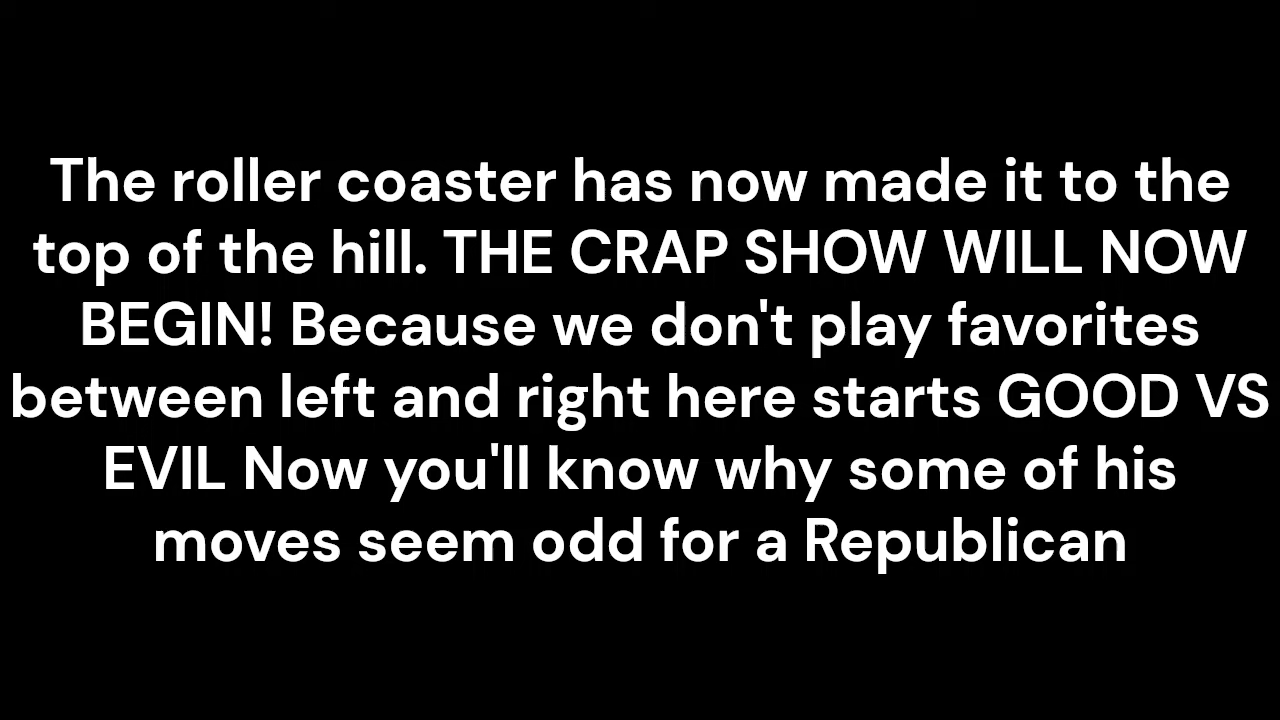 The roller coaster has now made it to the
top of the hill. THE CRAP SHOW WILL NOW
BEGIN! Because we don't play favorites
between left and right here starts GOOD VS
EVIL Now you'll know why some of his
moves seem odd for a Republican